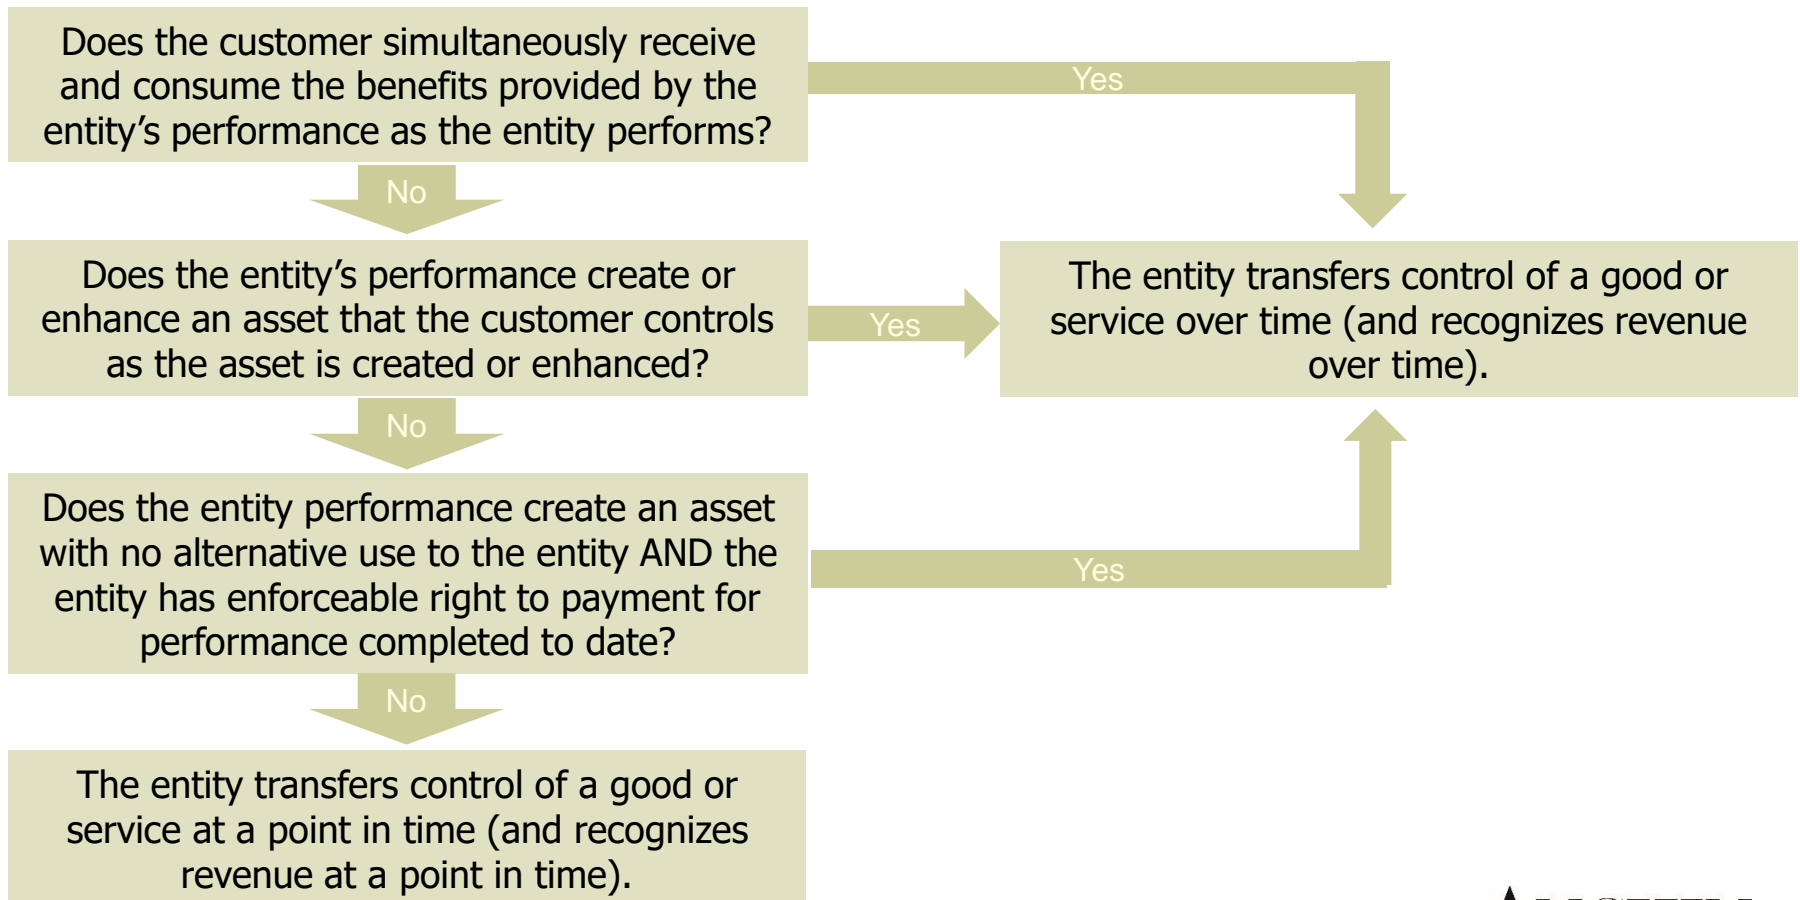 Does the customer simultaneously receive
and consume the benefits provided by the
entity’s performance as the entity performs?
Yes
No
Does the entity’s performance create or
enhance an asset that the customer controls
as the asset is created or enhanced?
Yes
The entity transfers control of a good or
service over time (and recognizes revenue
over time).
No
Does the entity performance create an asset
with no alternative use to the entity AND the
entity has enforceable right to payment for
performance completed to date?
Yes
No
The entity transfers control of a good or
service at a point in time (and recognizes
revenue at a point in time).